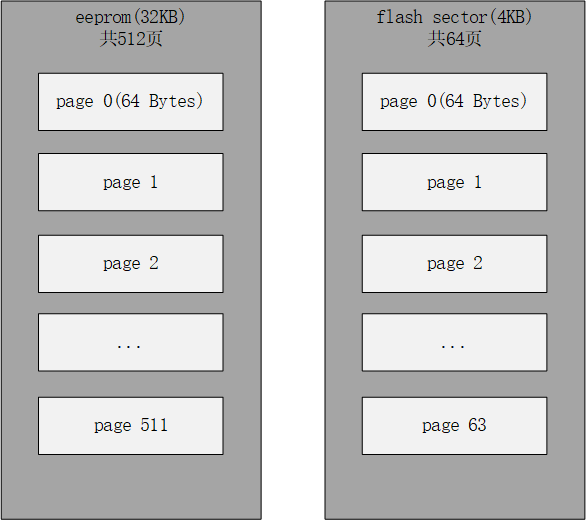 eeprom(32KB)
共512页
page 0(64 Bytes)
page 1
page 2
...
page 511
flash sector(4KB)
共64页
page 0(64 Bytes)
page 1
page 2
...
page 63